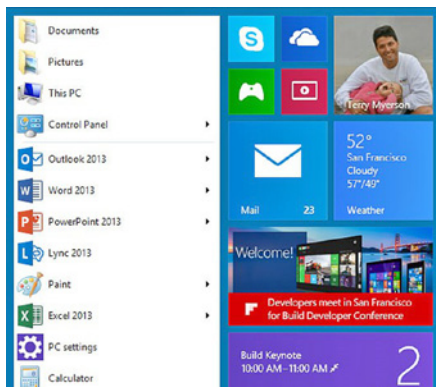 Documents
Pictures
This PC
Control Panel
Outlook 2013
Word 2013
PowerPoint 2013
Lync 2013
Paint
Excel 2013
PC settings
Calculator
Terry Myerson
Mail 23
52°
San Francisco
Cloudy
57°/49°
Weather
Welcome!
Developers meet in San Francisco
for Build Developer Conference
Build Keynote
10:00 AM–11:00 AM
2